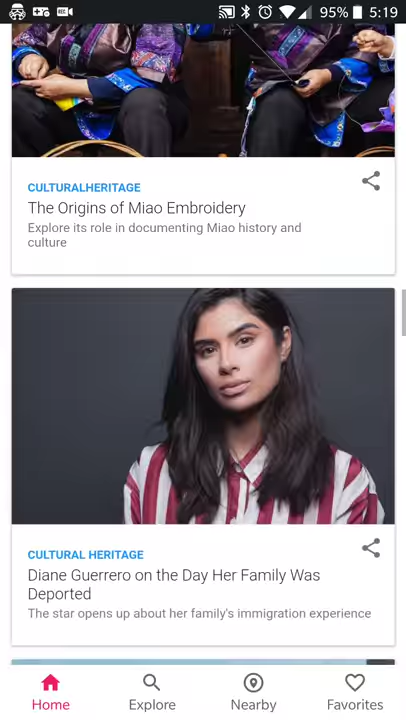 REC
95%
5:19
CULTURALHERITAGE
The Origins of Miao Embroidery
Explore its role in documenting Miao history and
culture
CULTURAL HERITAGE
Diane Guerrero on the Day Her Family Was
Deported
The star opens up about her family's immigration experience
Home
Explore
Nearby
Favorites